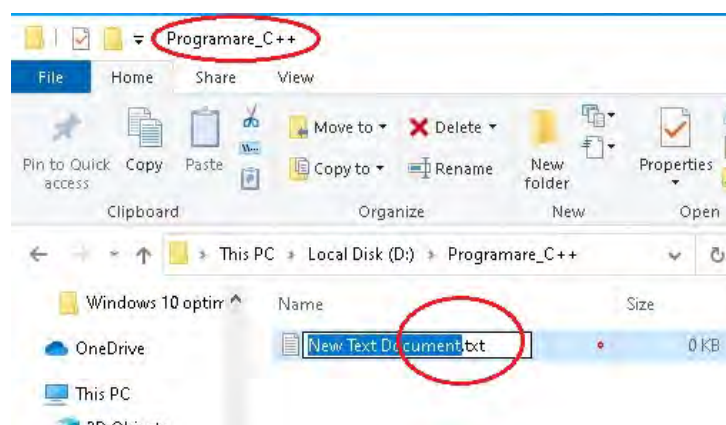 Programare_C++
File Home Share View
Pin to Quick access
Copy
Paste
Move to
Copy to
Delete
Rename
New folder
Properties
Clipboard Organize New Open
This PC Local Disk (D:) Programare_C++
Windows 10 optim
Name Size
New Text Document.txt 0 KB
OneDrive
This PC